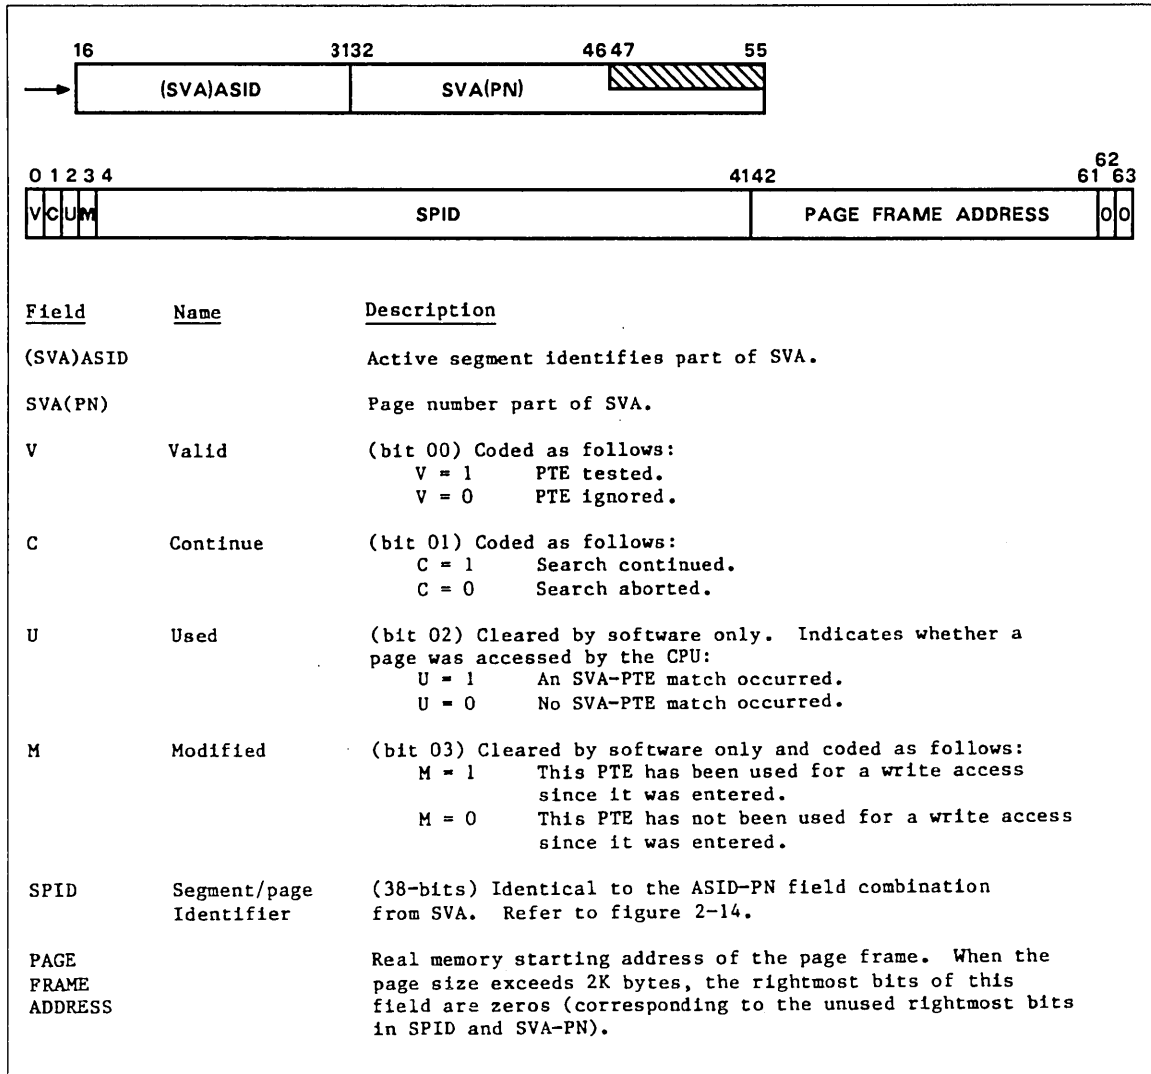 16 3132 4647 55
(SVA)ASID SVA(PN)
62
0 1 2 3 4 4142 61 63
V C U M SPID PAGE FRAME ADDRESS 0 0
Field Name Description
(SVA)ASID Active segment identifies part of SVA.
SVA(PN) Page number part of SVA.
V Valid (bit 00) Coded as follows:
V = 1 PTE tested.
V = 0 PTE ignored.
C Continue (bit 01) Coded as follows:
C = 1 Search continued.
C = 0 Search aborted.
U Used (bit 02) Cleared by software only. Indicates whether a
page was accessed by the CPU:
U = 1 An SVA-PTE match occurred.
U = 0 No SVA-PTE match occurred.
M Modified (bit 03) Cleared by software only and coded as follows:
M = 1 This PTE has been used for a write access
since it was entered.
M = 0 This PTE has not been used for a write access
since it was entered.
SPID Segment/page (38-bits) Identical to the ASID-PN field combination
Identifier from SVA. Refer to figure 2-14.
PAGE Real memory starting address of the page frame. When the
FRAME page size exceeds 2K bytes, the rightmost bits of this
ADDRESS field are zeros (corresponding to the unused rightmost bits
in SPID and SVA-PN).